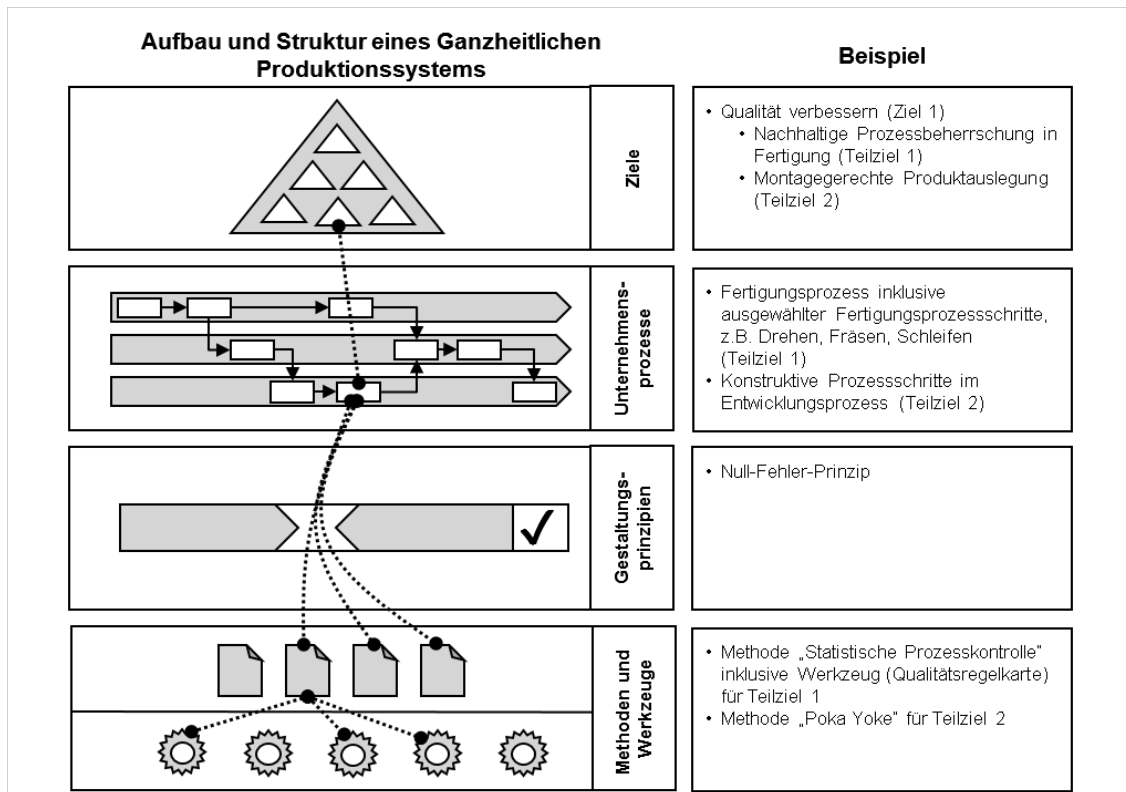 Aufbau und Struktur eines Ganzheitlichen
Produktionssystems
Beispiel
Ziele
• Qualität verbessern (Ziel 1)
• Nachhaltige Prozessbeherrschung in
Fertigung (Teilziel 1)
• Montagegerechte Produktauslegung
(Teilziel 2)
Unternehmens-
prozesse
• Fertigungsprozess inklusive
ausgewählter Fertigungsprozessschritte,
z.B. Drehen, Fräsen, Schleifen
(Teilziel 1)
• Konstruktive Prozessschritte im
Entwicklungsprozess (Teilziel 2)
Gestaltungs-
prinzipien
• Null-Fehler-Prinzip
Methoden und
Werkzeuge
• Methode „Statistische Prozesskontrolle“
inklusive Werkzeug (Qualitätsregelkarte)
für Teilziel 1
• Methode „Poka Yoke“ für Teilziel 2